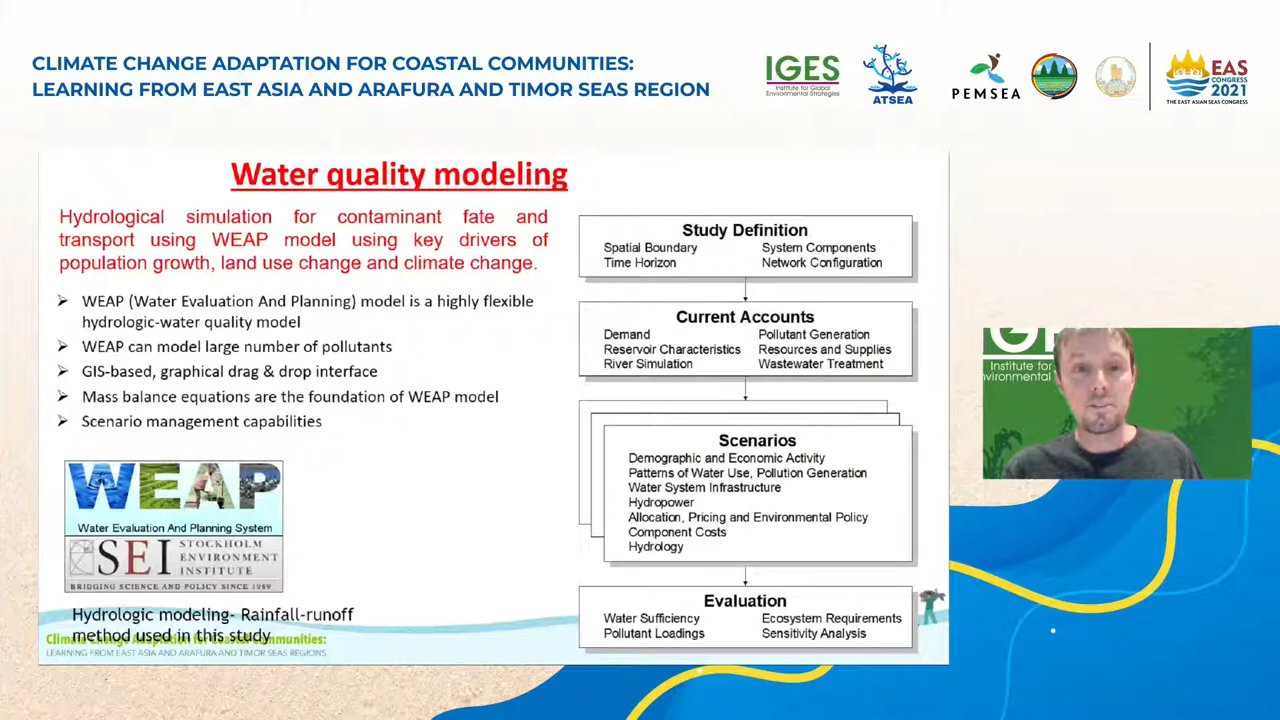 CLIMATE CHANGE ADAPTATION FOR COASTAL COMMUNITIES:
LEARNING FROM EAST ASIA AND ARAFURA AND TIMOR SEAS REGION
IGES
Institute for Global
Environmental Strategies
ATSEA
PEMSEA
EAS
CONGRESS
2021
THE EAST ASIAN SEAS CONGRESS
Water quality modeling
Hydrological simulation for contaminant fate and
transport using WEAP model using key drivers of
population growth, land use change and climate change.
➢ WEAP (Water Evaluation And Planning) model is a highly flexible
hydrologic-water quality model
➢ WEAP can model large number of pollutants
➢ GIS-based, graphical drag & drop interface
➢ Mass balance equations are the foundation of WEAP model
➢ Scenario management capabilities
WEAP
Water Evaluation And Planning System
SEI STOCKHOLM
ENVIRONMENT
INSTITUTE
BRIDGING SCIENCE AND POLICY SINCE 1989
Hydrologic modeling- Rainfall-runoff
method used in this study
Climate Change Adaptation for Coastal Communities:
LEARNING FROM EAST ASIA AND ARAFURA AND TIMOR SEAS REGIONS
Study Definition
Spatial Boundary System Components
Time Horizon Network Configuration
Current Accounts
Demand Pollutant Generation
Reservoir Characteristics Resources and Supplies
River Simulation Wastewater Treatment
Scenarios
Demographic and Economic Activity
Patterns of Water Use, Pollution Generation
Water System Infrastructure
Hydropower
Allocation, Pricing and Environmental Policy
Component Costs
Hydrology
Evaluation
Water Sufficiency Ecosystem Requirements
Pollutant Loadings Sensitivity Analysis
Institute for